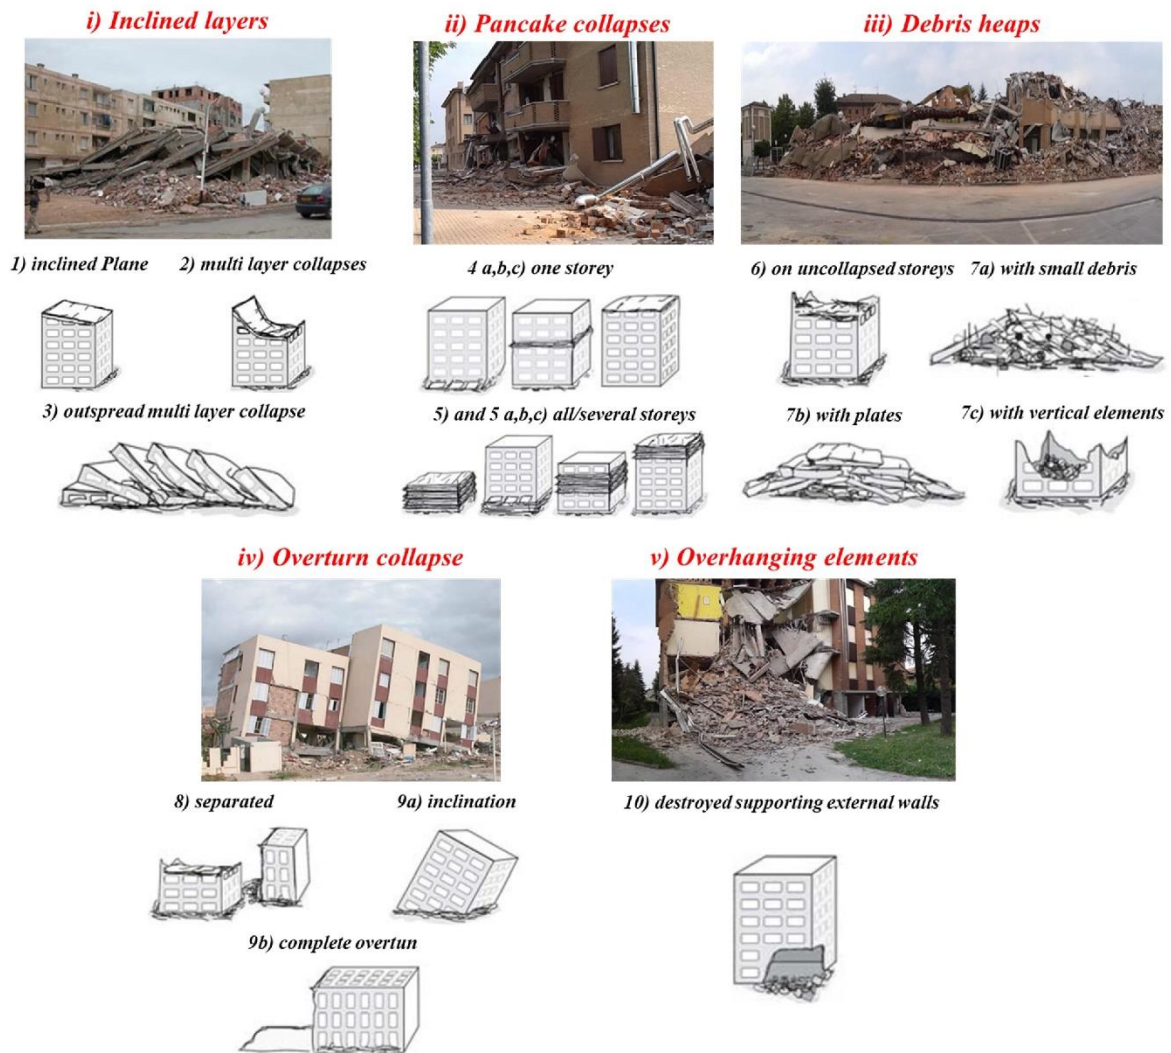 i) Inclined layers
ii) Pancake collapses
iii) Debris heaps
1) inclined Plane
2) multi layer collapses
4 a,b,c) one storey
6) on uncollapsed storeys
7a) with small debris
3) outspread multi layer collapse
5) and 5 a,b,c) all/several storeys
7b) with plates
7c) with vertical elements
iv) Overturn collapse
v) Overhanging elements
8) separated
9a) inclination
10) destroyed supporting external walls
9b) complete overtun